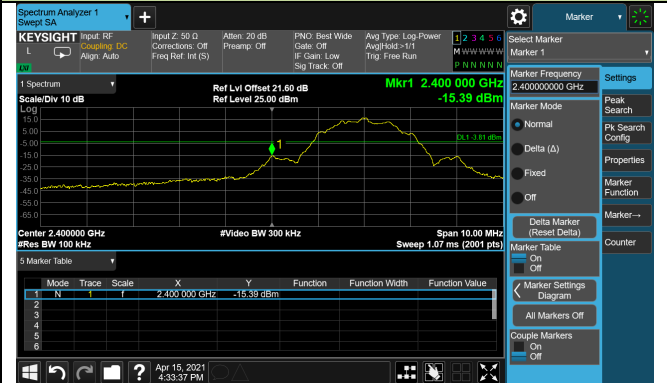 Spectrum Analyzer 1
Swept SA
+
Marker
KEYSIGHT
L
Input: RF
Coupling: DC
Align: Auto
Input Z: 50 Ω
Corrections: Off
Freq Ref: Int (S)
Atten: 20 dB
Preamp: Off
PNO: Best Wide
Gate: Off
IF Gain: Low
Sig Track: Off
Avg Type: Log-Power
Avg|Hold:>1/1
Trig: Free Run
1 2 3 4 5 6
M W W W W W
P N N N N N
Select Marker
Marker 1
1 Spectrum
Scale/Div 10 dB
Log
Ref Lvl Offset 21.60 dB
Ref Level 25.00 dBm
Mkr1 2.400 000 GHz
-15.39 dBm
15.0
5.00
-5.00
-15.0
-25.0
-35.0
-45.0
-55.0
-65.0
1
DL1 -3.81 dBm
Center 2.400000 GHz
#Res BW 100 kHz
#Video BW 300 kHz
Span 10.00 MHz
Sweep 1.07 ms (2001 pts)
5 Marker Table
Mode Trace Scale X Y Function Function Width Function Value
1 N 1 f 2.400 000 GHz -15.39 dBm
2
3
4
5
6
Marker Frequency
2.400000000 GHz
Marker Mode
Normal
Delta (Δ)
Fixed
Off
Delta Marker
(Reset Delta)
Marker Table
On
Off
Marker Settings
Diagram
All Markers Off
Couple Markers
On
Off
Settings
Peak
Search
Pk Search
Config
Properties
Marker
Function
Marker→
Counter
?
Apr 15, 2021
4:33:37 PM